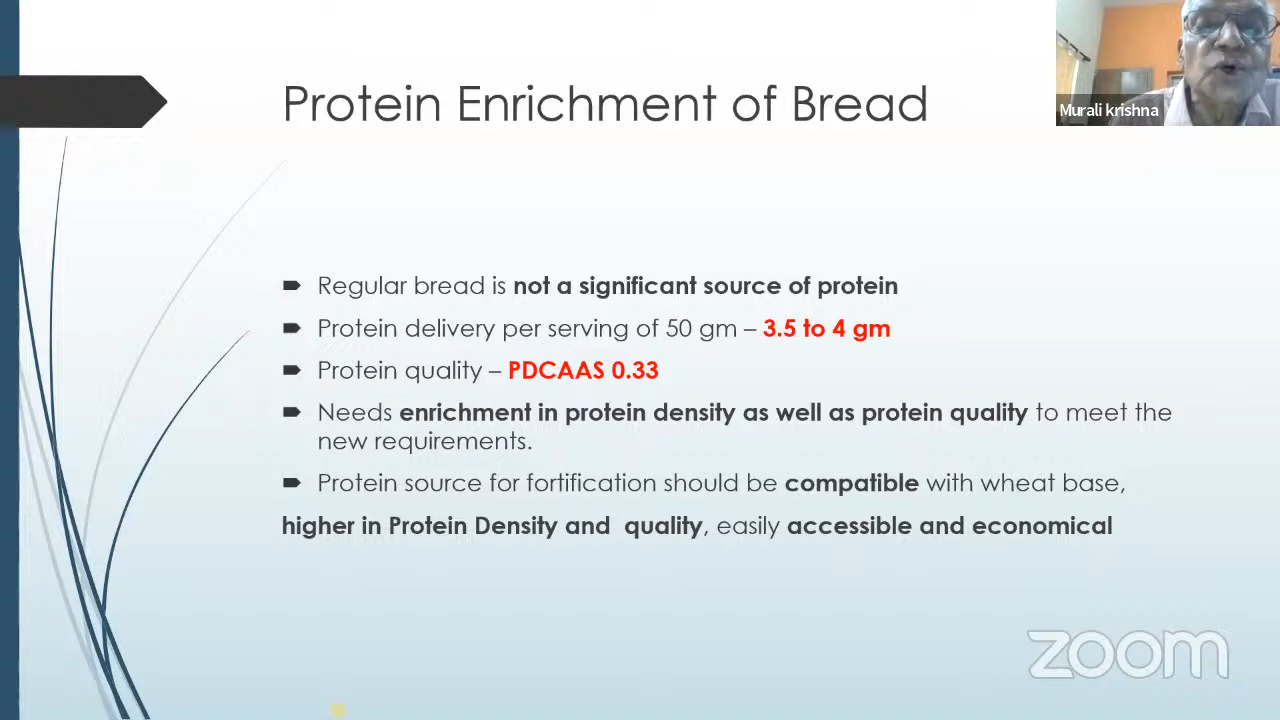 Protein Enrichment of Bread
Murali krishna
Regular bread is not a significant source of protein
Protein delivery per serving of 50 gm – 3.5 to 4 gm
Protein quality – PDCAAS 0.33
Needs enrichment in protein density as well as protein quality to meet the
new requirements.
Protein source for fortification should be compatible with wheat base,
higher in Protein Density and quality, easily accessible and economical
zoom